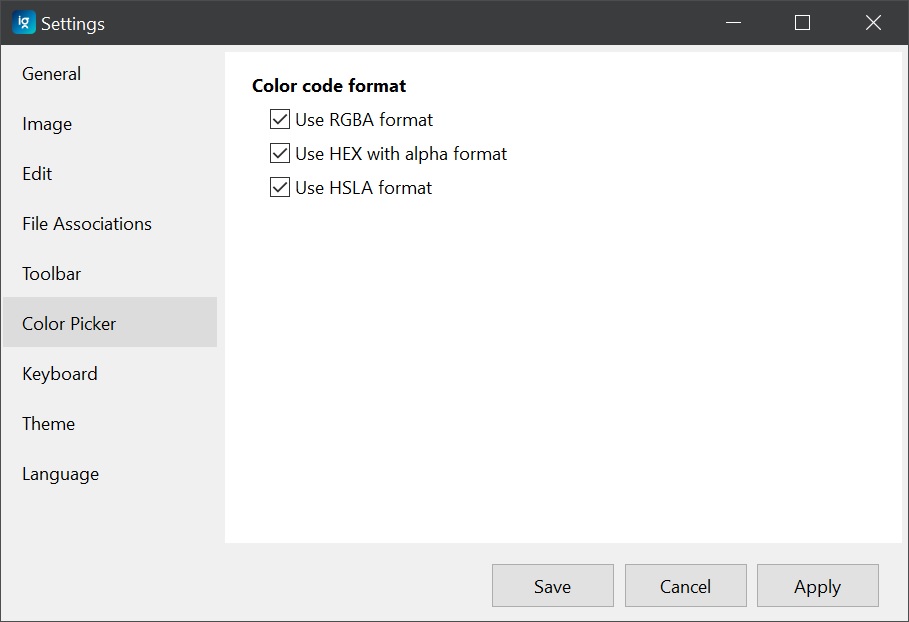 ig
Settings
General
Image
Edit
File Associations
Toolbar
Color Picker
Keyboard
Theme
Language
Color code format
Use RGBA format
Use HEX with alpha format
Use HSLA format
Save
Cancel
Apply